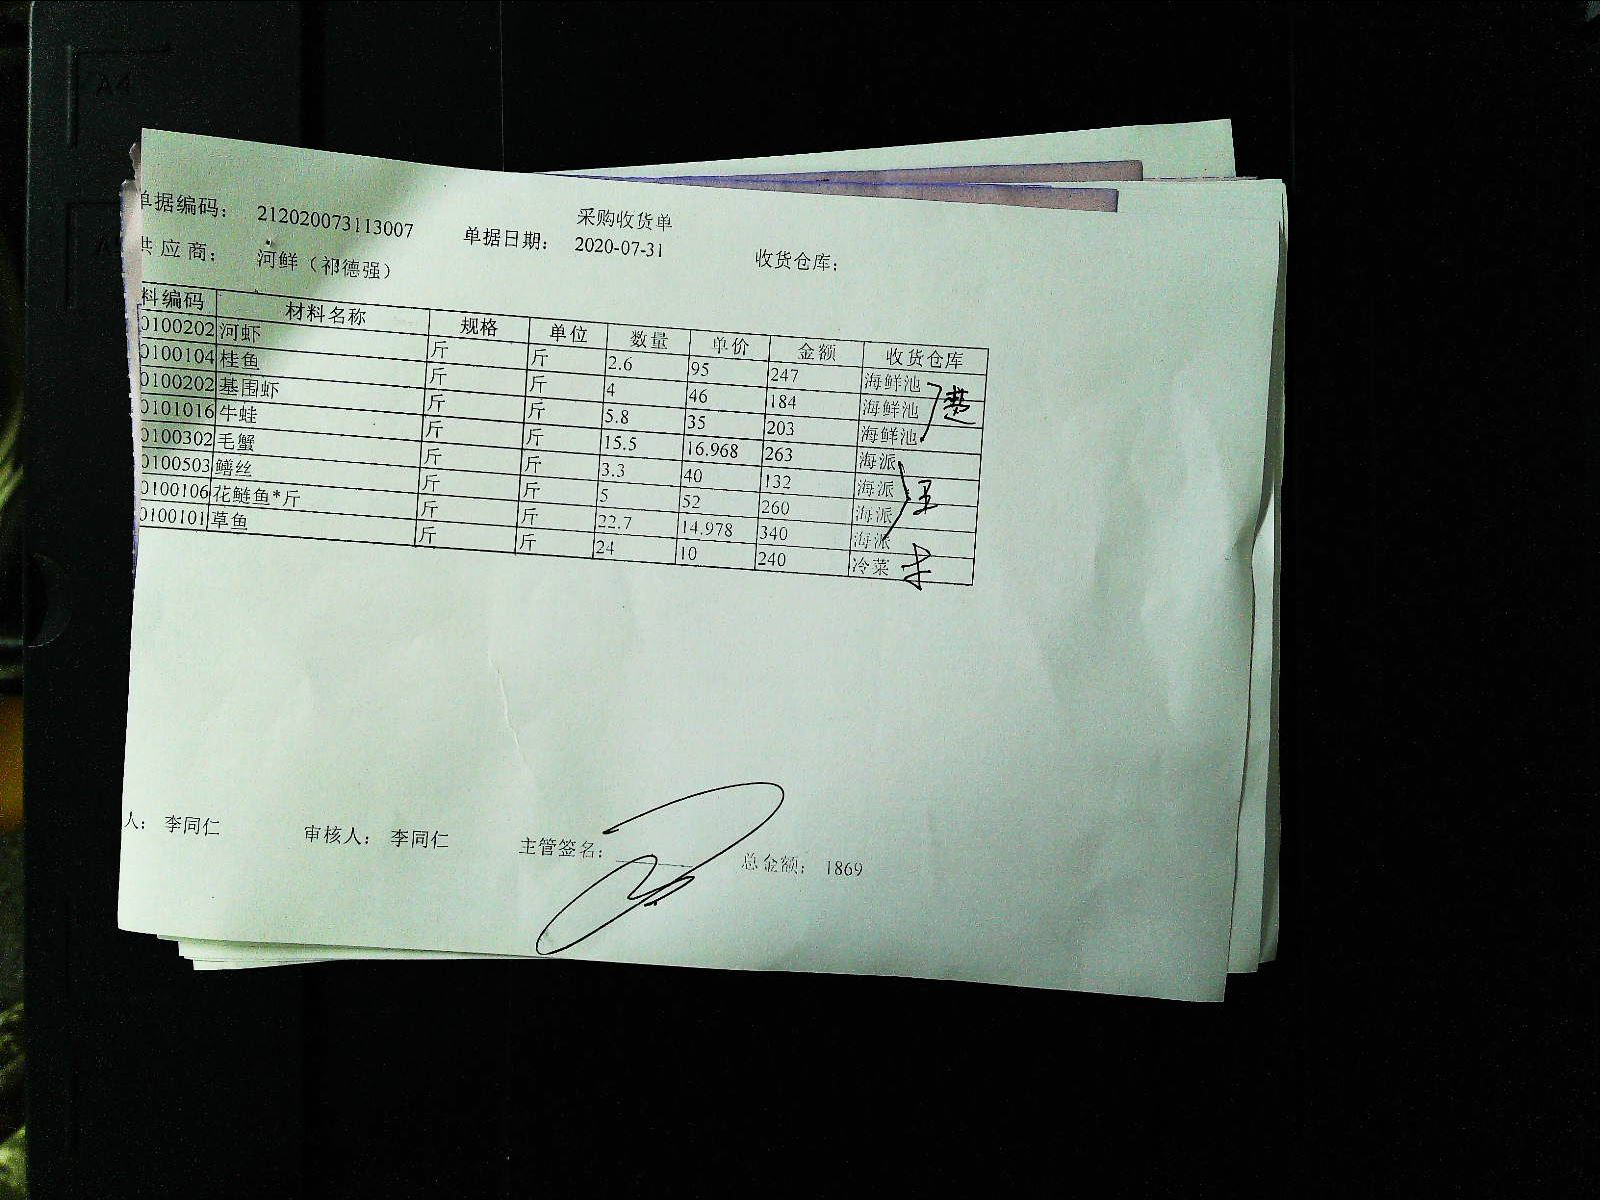 采购收货单
单据编码： 212020073113007 单据日期： 2020-07-31 收货仓库：
供应商： 河鲜（祁德强）
料编码 材料名称 规格 单位 数量 单价 金额 收货仓库
0100202 河虾 斤 斤 2.6 95 247 海鲜池
0100104 桂鱼 斤 斤 4 46 184 海鲜池
0100202 基围虾 斤 斤 5.8 35 203 海鲜池
0101016 牛蛙 斤 斤 15.5 16.968 263 海派
0100302 毛蟹 斤 斤 3.3 40 132 海派
0100503 鳝丝 斤 斤 5 52 260 海派
0100106 花鲢鱼*斤 斤 斤 22.7 14.978 340 海派
0100101 草鱼 斤 斤 24 10 240 冷菜
人： 李同仁 审核人： 李同仁 主管签名： 总金额： 1869
A4